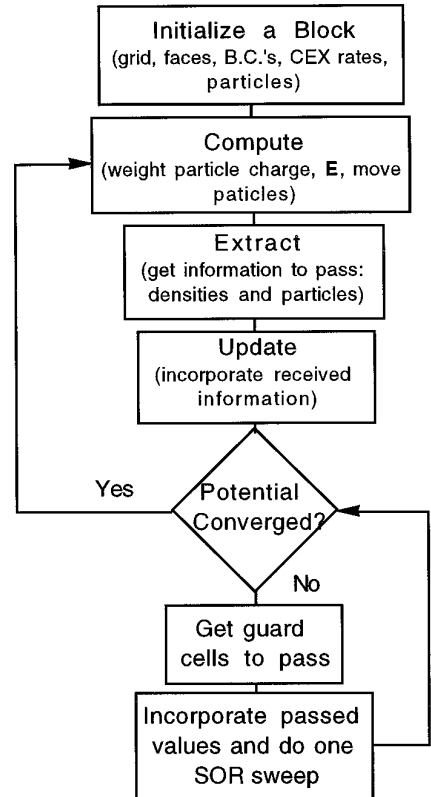 Initialize a Block
(grid, faces, B.C.'s, CEX rates,
particles)
Compute
(weight particle charge, E, move
paticles)
Extract
(get information to pass:
densities and particles)
Update
(incorporate received
information)
Yes
Potential
Converged?
No
Get guard
cells to pass
Incorporate passed
values and do one
SOR sweep